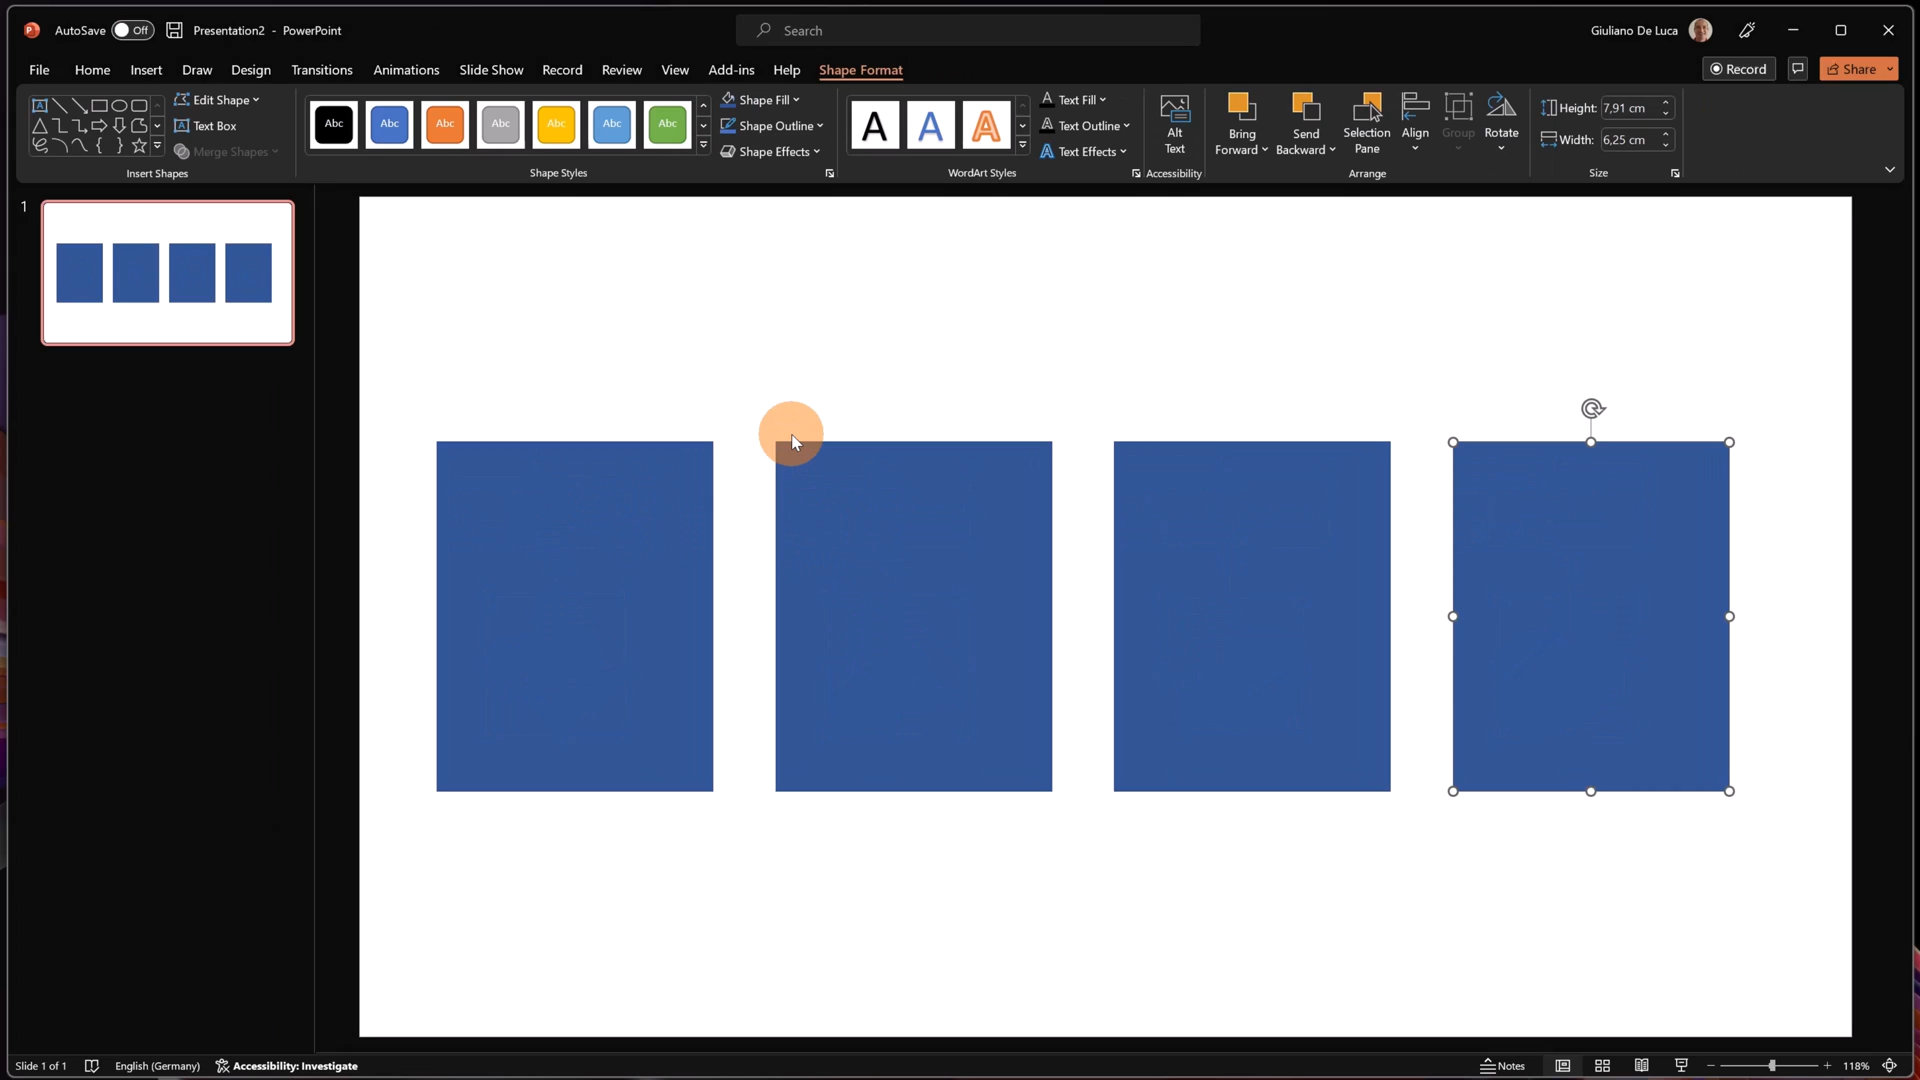 AutoSave Off Presentation2 - PowerPoint Search Giuliano De Luca
File Home Insert Draw Design Transitions Animations Slide Show Record Review View Add-ins Help Shape Format Record Share
Edit Shape
Text Box
Merge Shapes
Insert Shapes
Abc Abc Abc Abc Abc Abc Abc
Shape Fill
Shape Outline
Shape Effects
Shape Styles
A A A
Text Fill
Text Outline
Text Effects
WordArt Styles
Alt
Text
Accessibility
Bring
Forward
Send
Backward
Selection
Pane
Align
Group
Rotate
Arrange
Height: 7,91 cm
Width: 6,25 cm
Size
1
Slide 1 of 1 English (Germany) Accessibility: Investigate Notes 118%